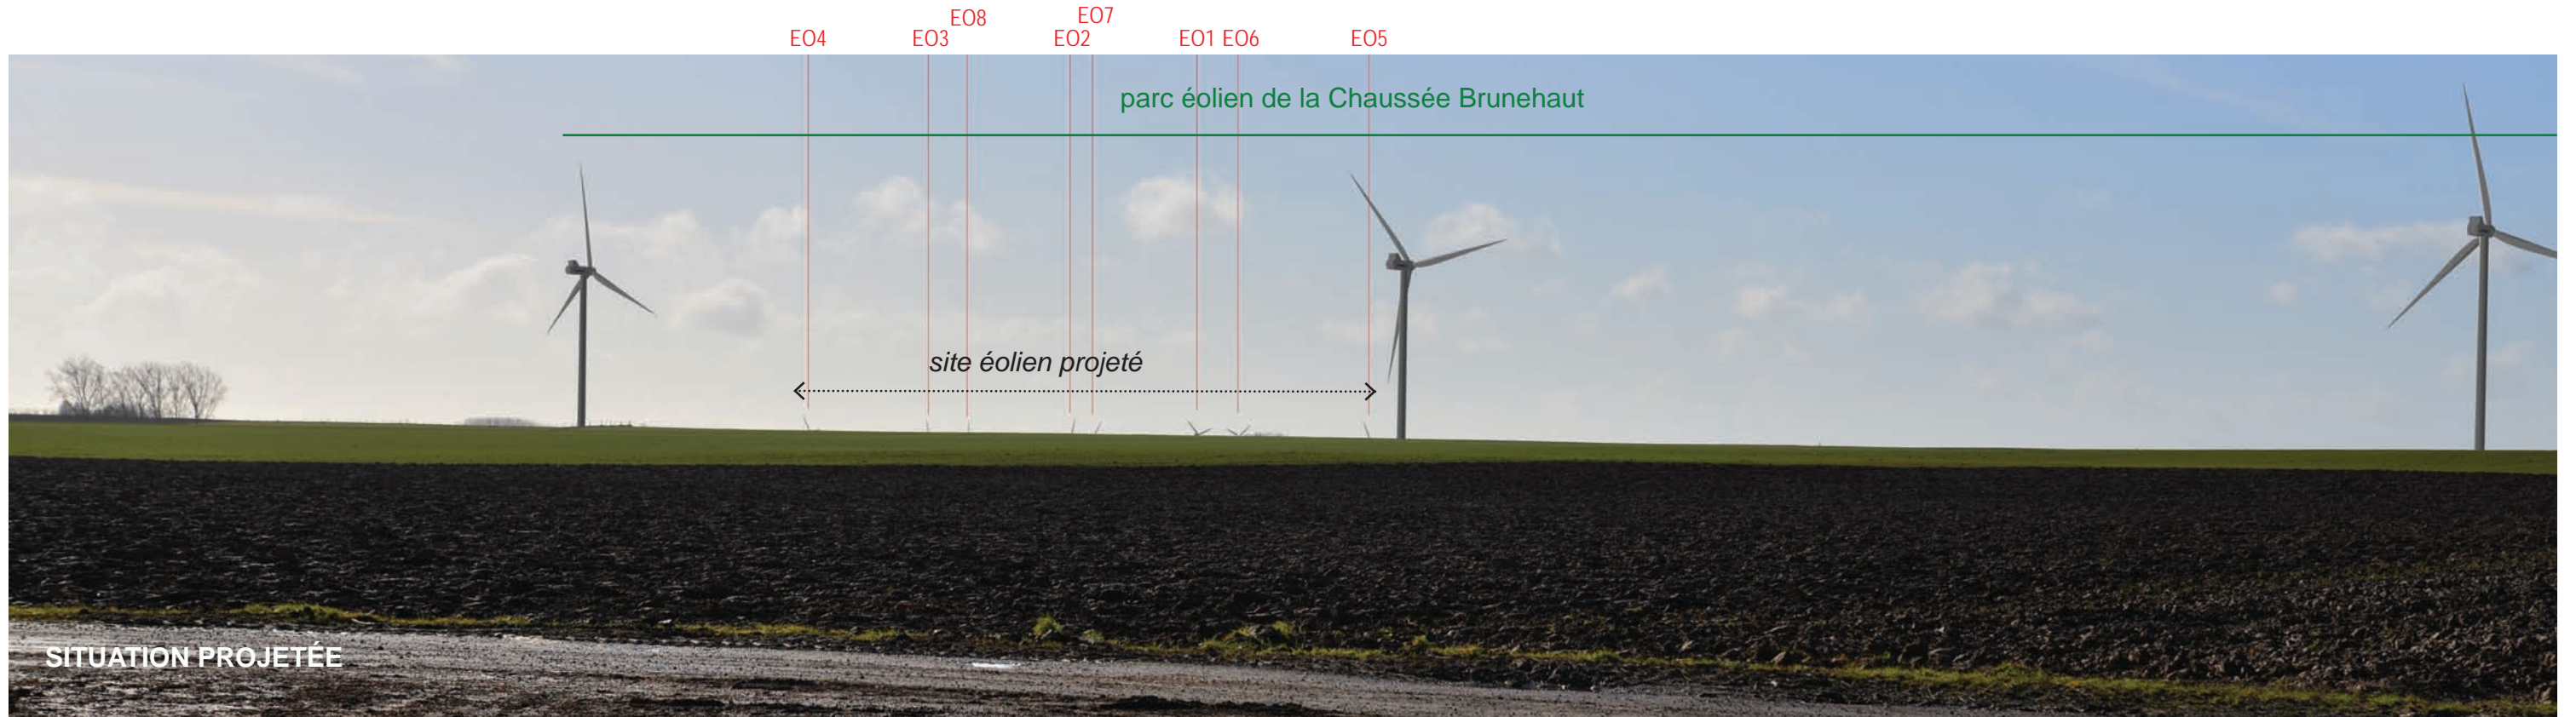 EO8 EO7
EO4 EO3 EO2 EO1 EO6 EO5
parc éolien de la Chaussée Brunehaut
site éolien projeté
SITUATION PROJETÉE